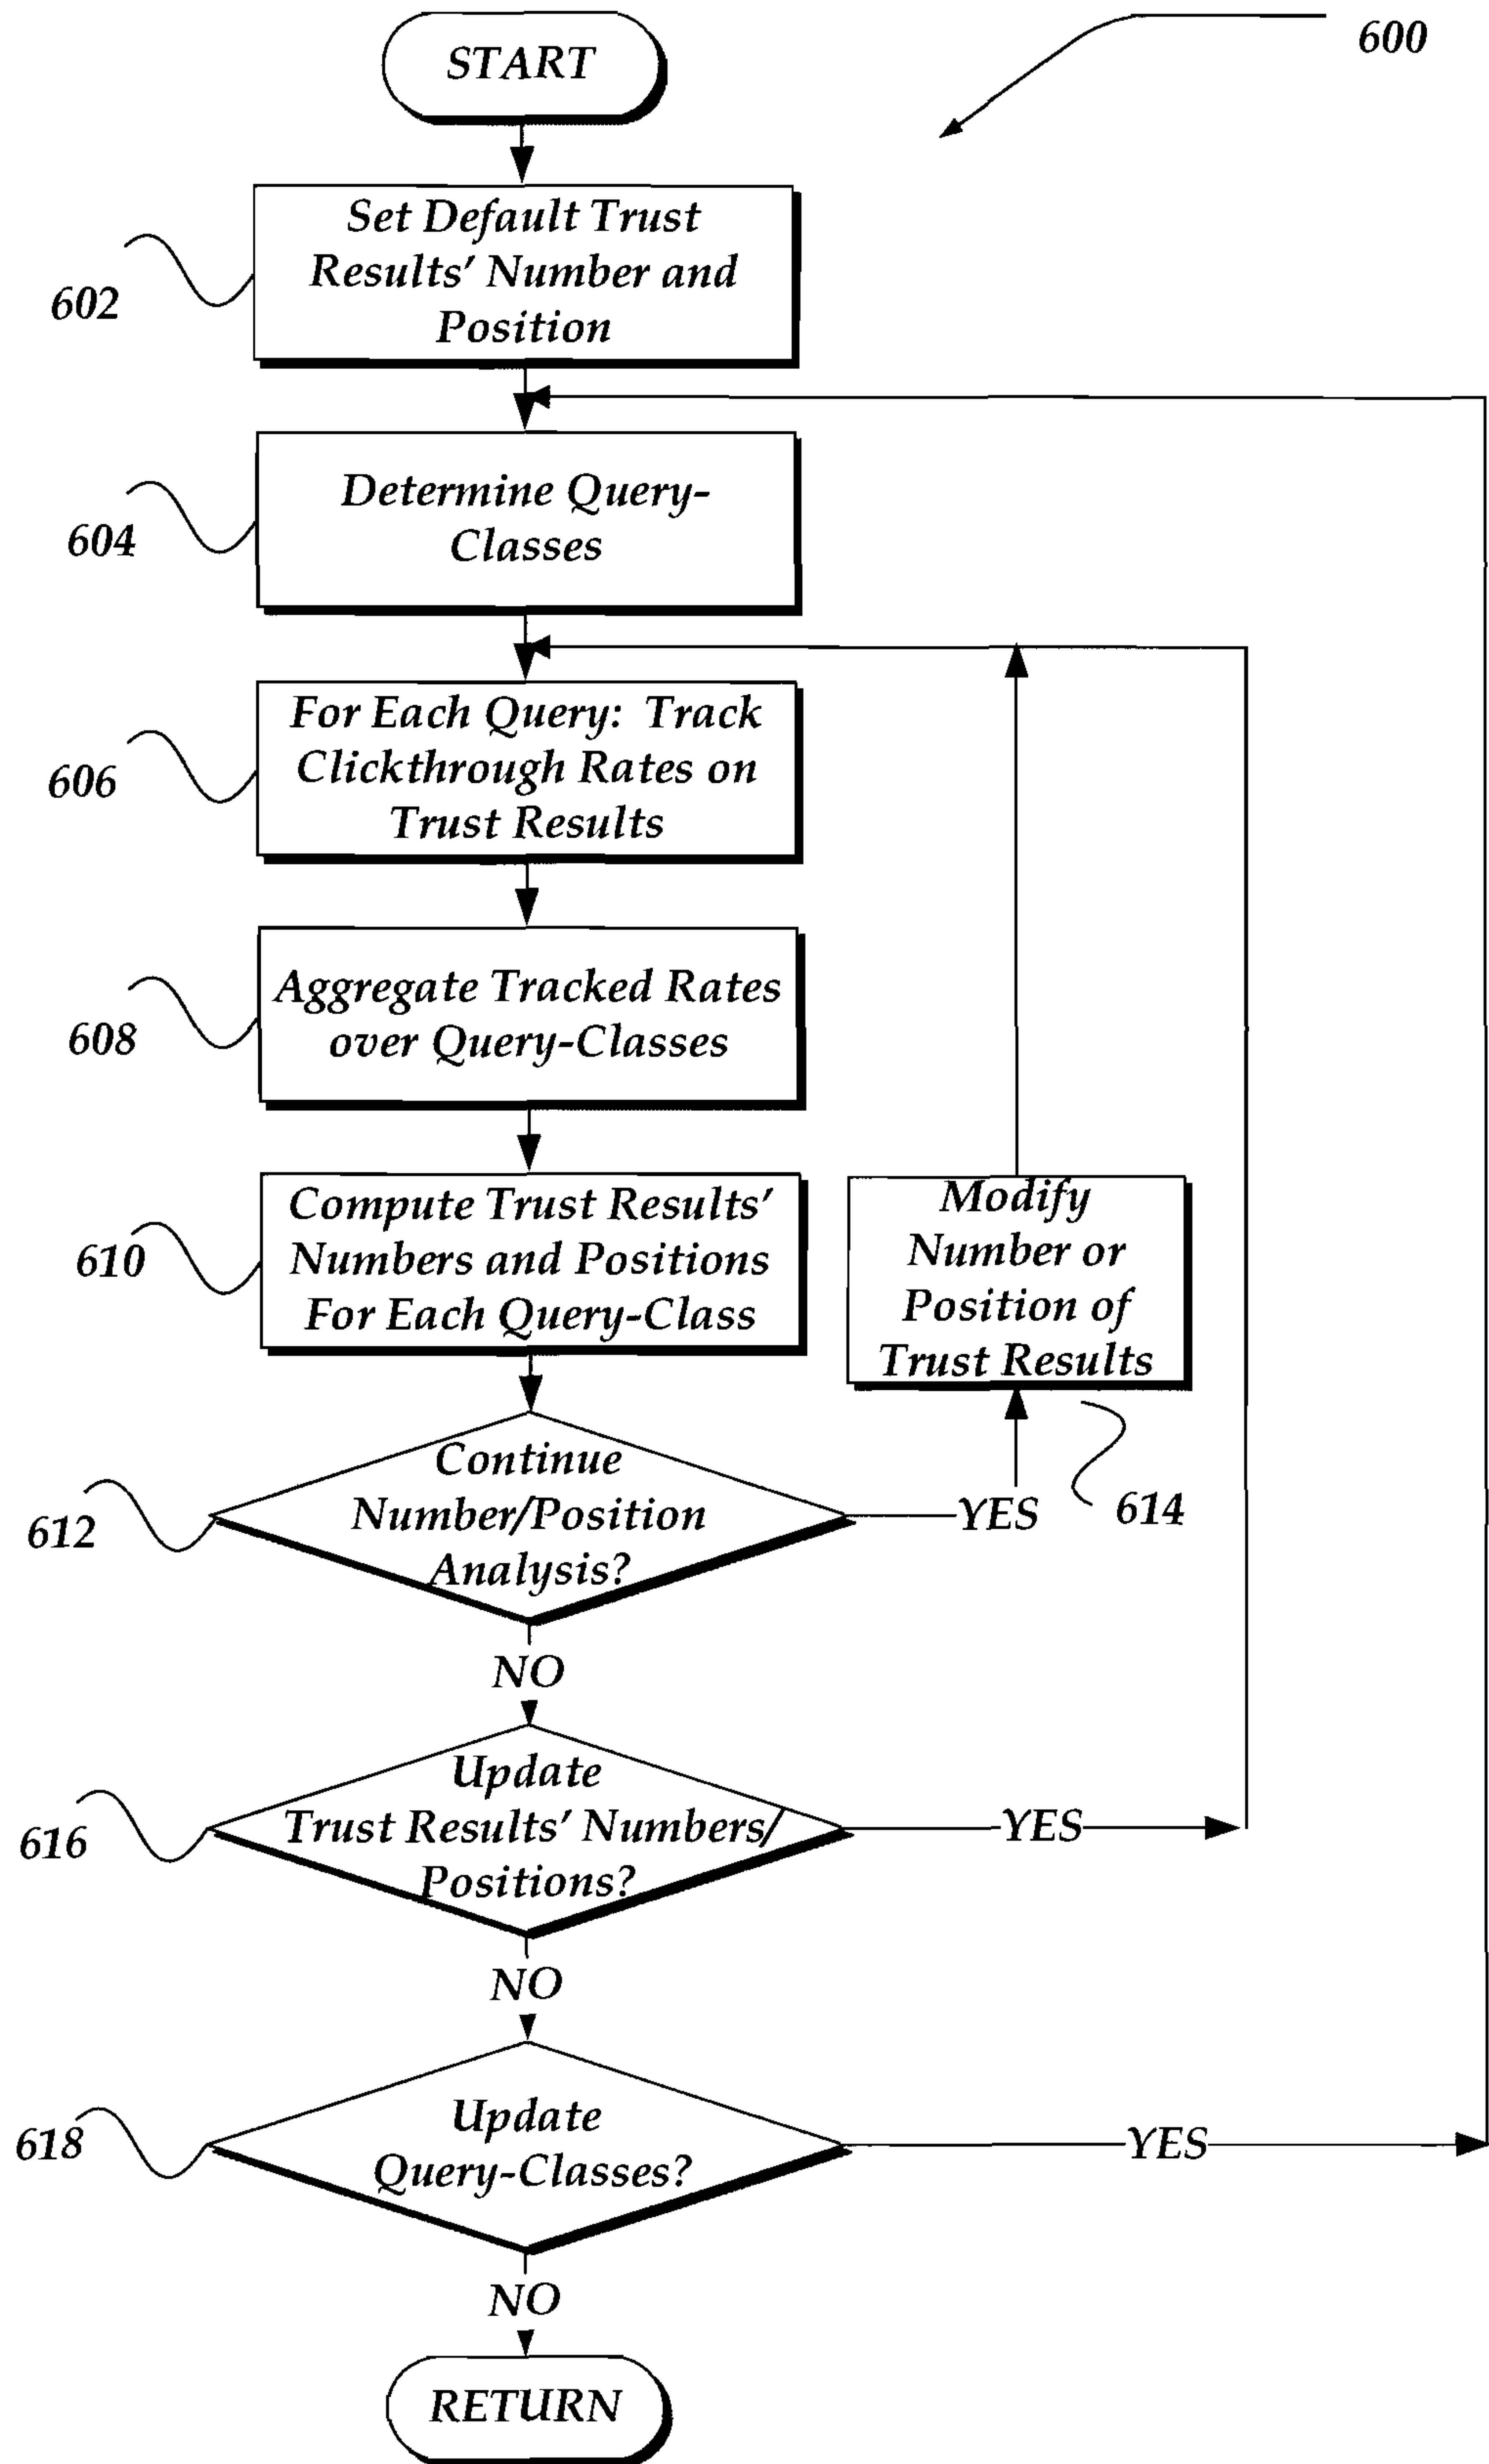 START
600
Set Default Trust
Results' Number and
Position
602
Determine Query-
Classes
604
For Each Query: Track
Clickthrough Rates on
Trust Results
606
Aggregate Tracked Rates
over Query-Classes
608
Compute Trust Results'
Numbers and Positions
For Each Query-Class
610
Modify
Number or
Position of
Trust Results
614
Continue
Number/Position
Analysis?
612
YES
NO
Update
Trust Results' Numbers/
Positions?
616
YES
NO
Update
Query-Classes?
618
YES
NO
RETURN